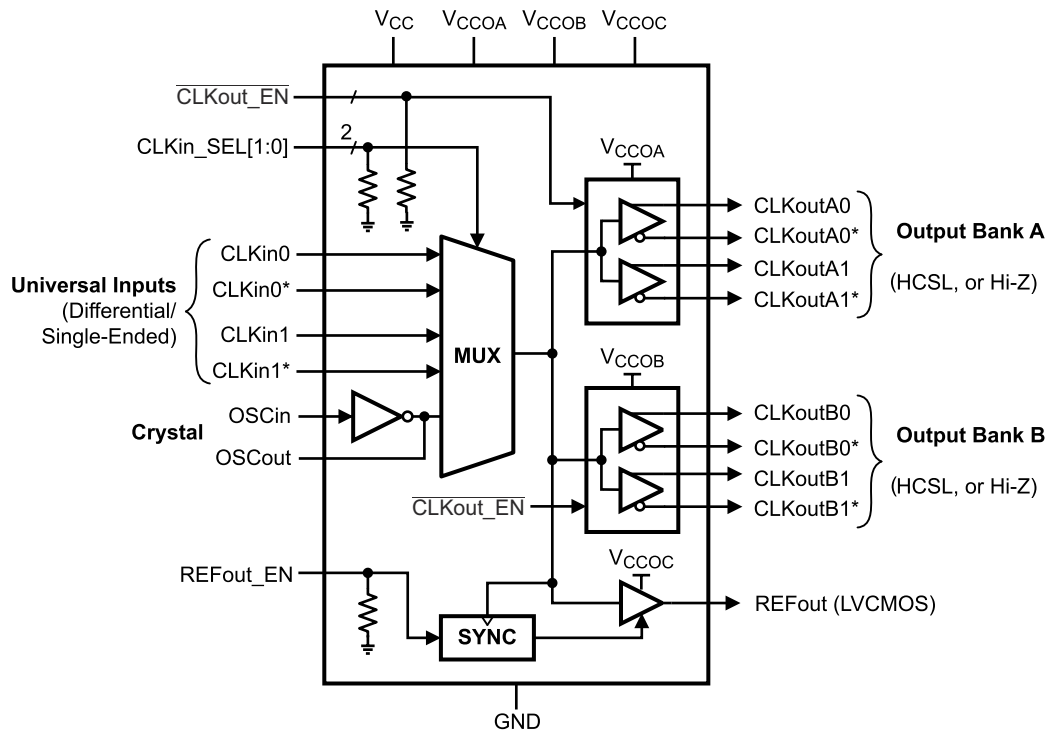 VCC VCCOA VCCOB VCCOC
CLKout_EN
CLKin_SEL[1:0]
2
VCCOA
CLKoutA0
CLKoutA0*
CLKoutA1
CLKoutA1*
Output Bank A
(HCSL, or Hi-Z)
Universal Inputs
(Differential/
Single-Ended)
CLKin0
CLKin0*
CLKin1
CLKin1*
MUX
Crystal
OSCin
OSCout
VCCOB
CLKoutB0
CLKoutB0*
CLKoutB1
CLKoutB1*
Output Bank B
(HCSL, or Hi-Z)
CLKout_EN
REFout_EN
SYNC
VCCOC
REFout (LVCMOS)
GND